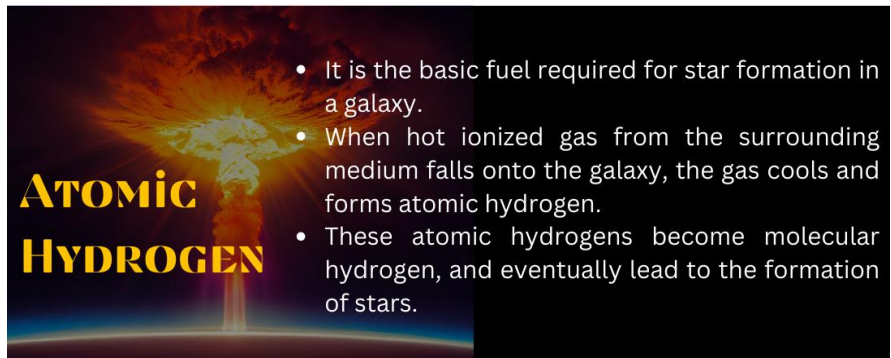 Atomic
Hydrogen
• It is the basic fuel required for star formation in
a galaxy.
• When hot ionized gas from the surrounding
medium falls onto the galaxy, the gas cools and
forms atomic hydrogen.
• These atomic hydrogens become molecular
hydrogen, and eventually lead to the formation
of stars.